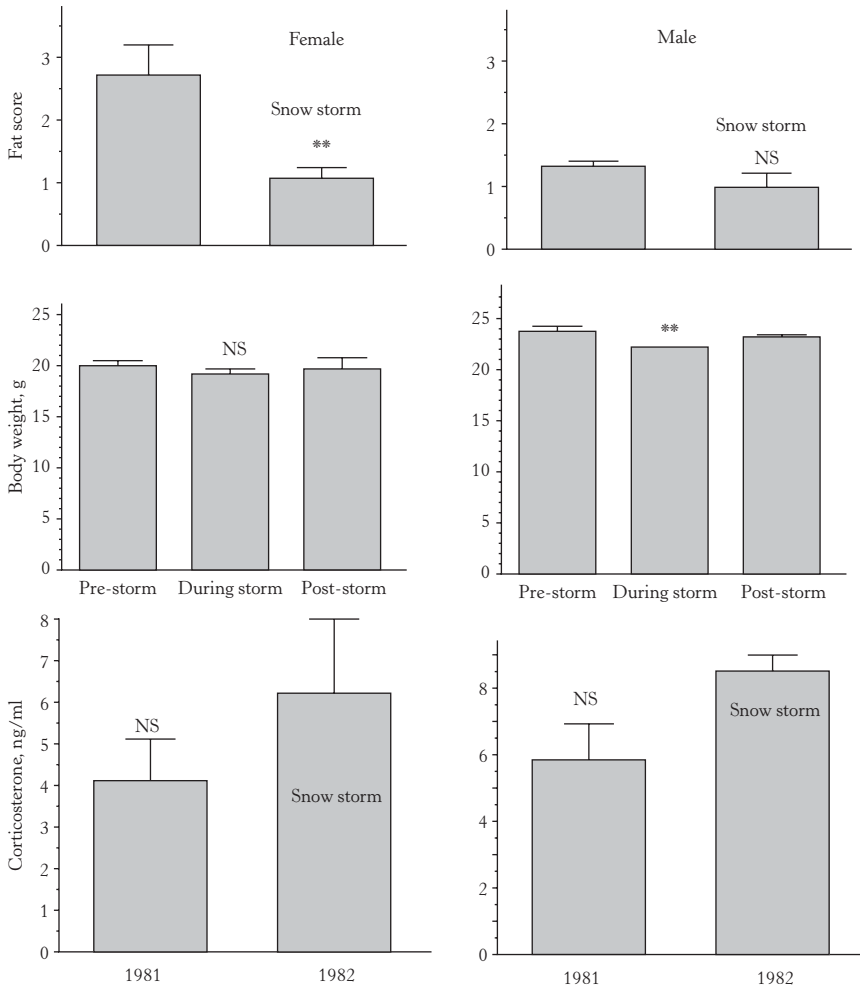 Fat score
3
2
1
0
Female
Snow storm
**
3
2
1
0
Male
Snow storm
NS
Body weight, g
25
20
15
10
5
0
NS
Pre-storm During storm Post-storm
25
20
15
10
5
0
**
Pre-storm During storm Post-storm
Corticosterone, ng/ml
8
7
6
5
4
3
2
1
0
NS
Snow storm
1981 1982
8
6
4
2
0
NS
Snow storm
1981 1982